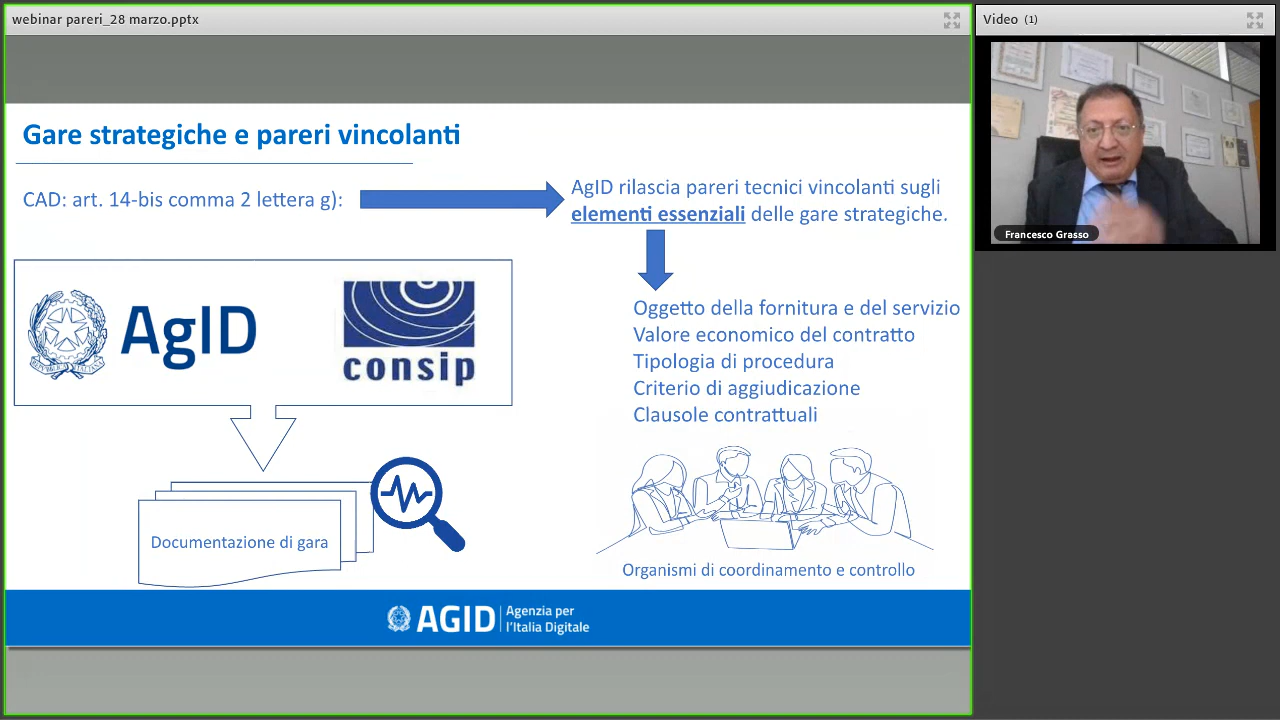 webinar pareri_28 marzo.pptx
Video (1)
Gare strategiche e pareri vincolanti
CAD: art. 14-bis comma 2 lettera g):
AgID rilascia pareri tecnici vincolanti sugli
elementi essenziali delle gare strategiche.
AgID
consip
Oggetto della fornitura e del servizio
Valore economico del contratto
Tipologia di procedura
Criterio di aggiudicazione
Clausole contrattuali
Documentazione di gara
Organismi di coordinamento e controllo
AGID
Agenzia per
l'Italia Digitale
Francesco Grasso